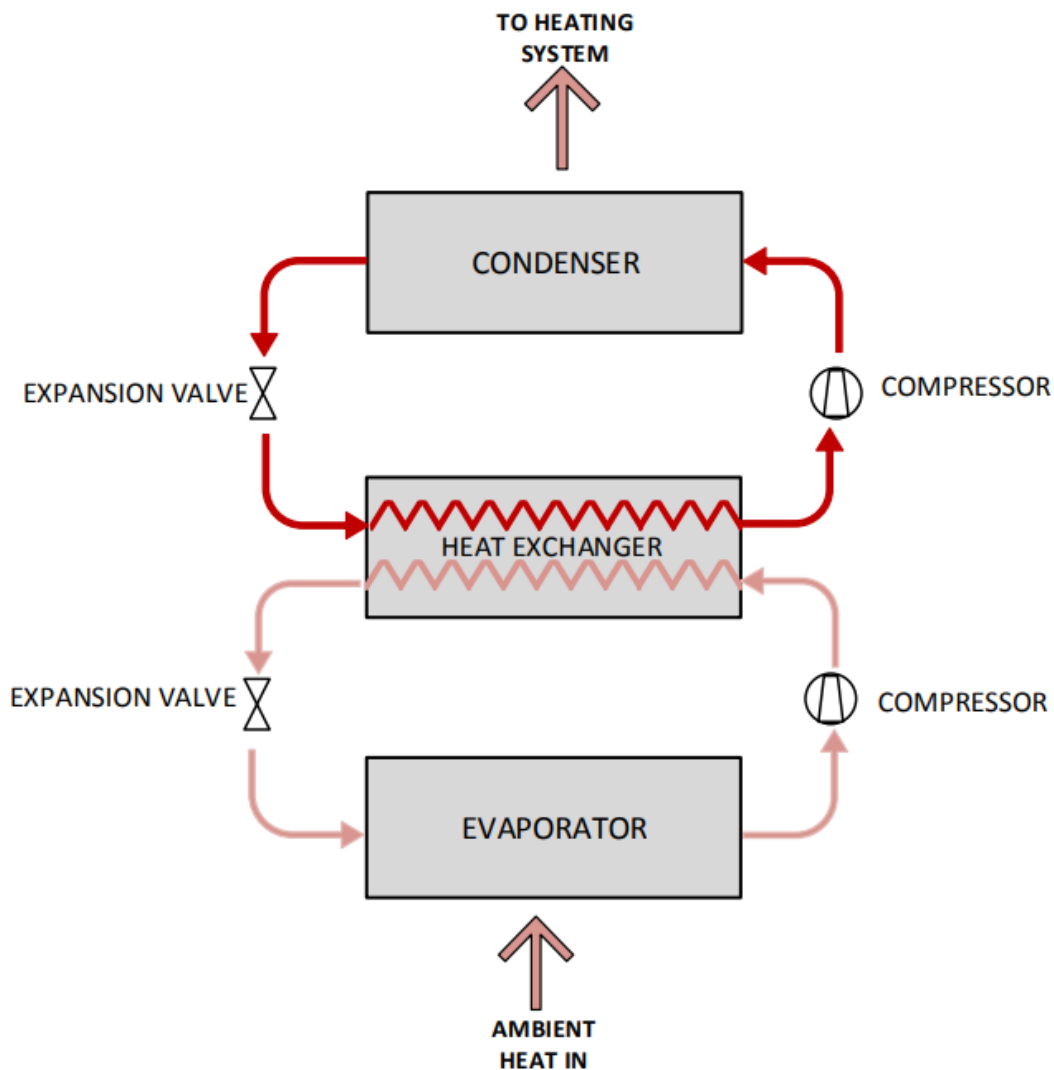 TO HEATING
SYSTEM
CONDENSER
EXPANSION VALVE
COMPRESSOR
HEAT EXCHANGER
EXPANSION VALVE
COMPRESSOR
EVAPORATOR
AMBIENT
HEAT IN